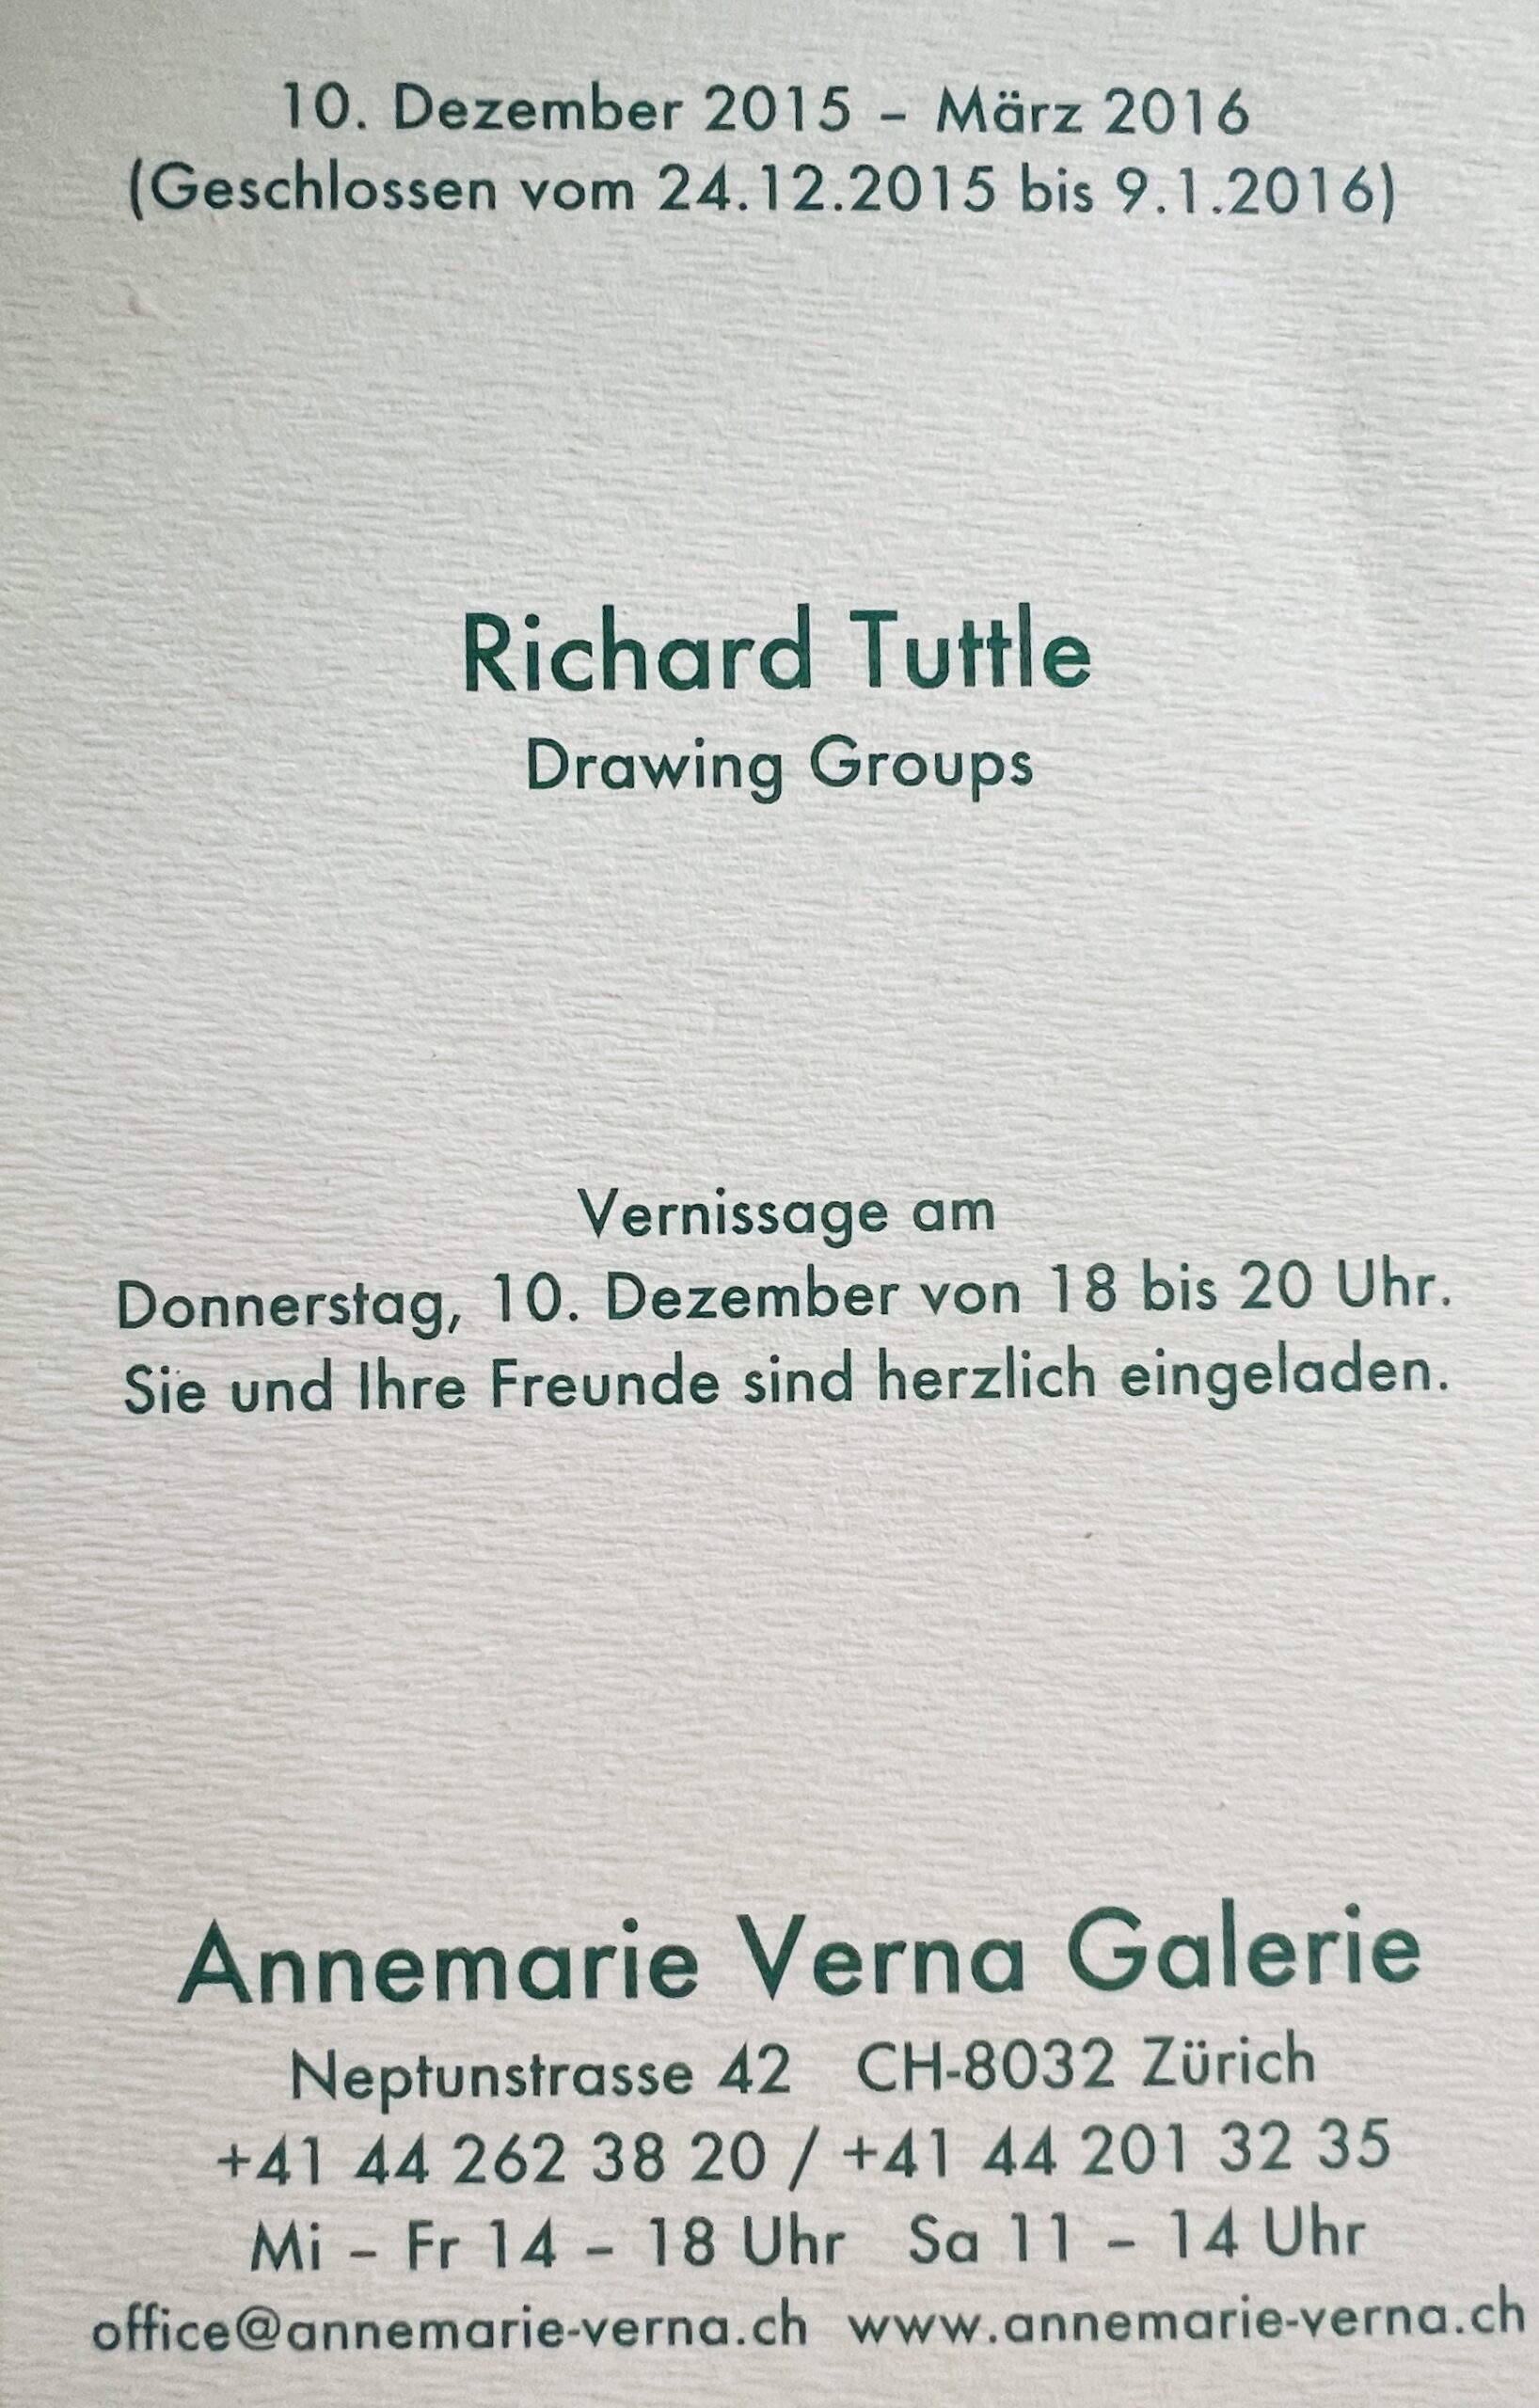 10. Dezember 2015 – März 2016
(Geschlossen vom 24.12.2015 bis 9.1.2016)
Richard Tuttle
Drawing Groups
Vernissage am
Donnerstag, 10. Dezember von 18 bis 20 Uhr.
Sie und Ihre Freunde sind herzlich eingeladen.
Annemarie Verna Galerie
Neptunstrasse 42 CH-8032 Zürich
+41 44 262 38 20 / +41 44 201 32 35
Mi – Fr 14 – 18 Uhr Sa 11 – 14 Uhr
office@annemarie-verna.ch www.annemarie-verna.ch